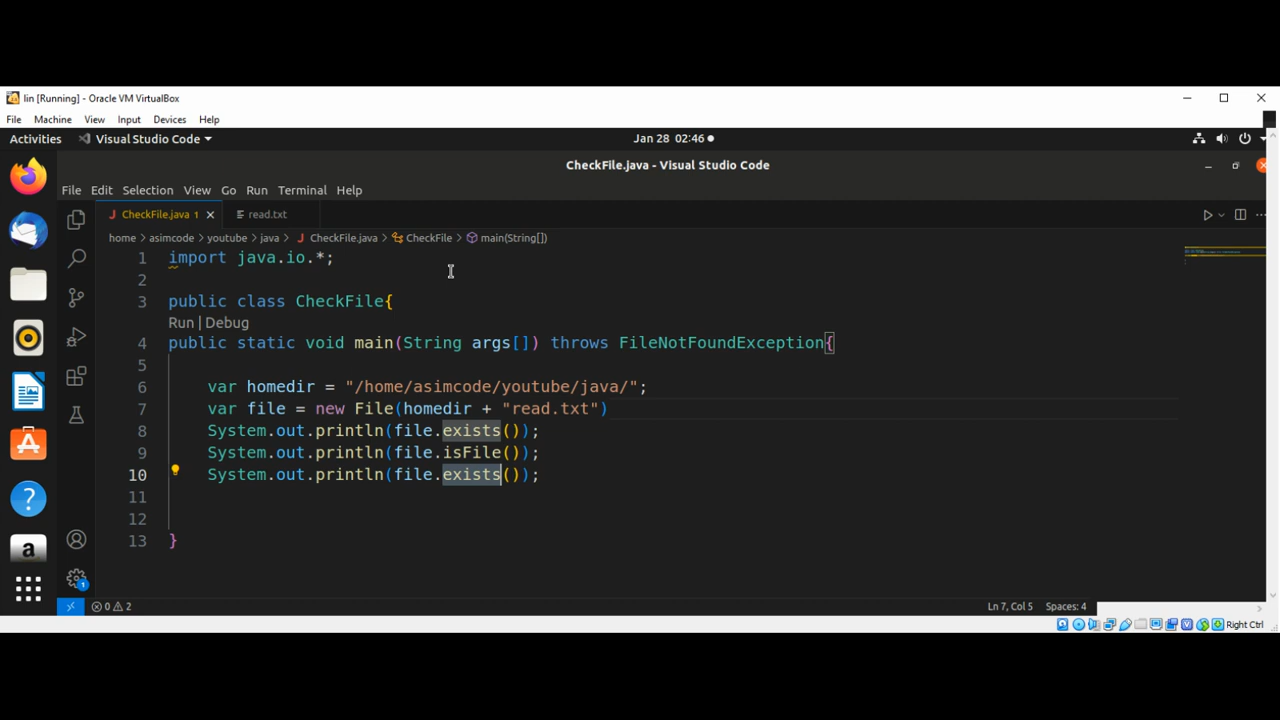 lin [Running] - Oracle VM VirtualBox
File Machine View Input Devices Help
Activities Visual Studio Code Jan 28 02:46
CheckFile.java - Visual Studio Code
File Edit Selection View Go Run Terminal Help
J CheckFile.java 1 read.txt
home asimcode youtube java J CheckFile.java CheckFile main(String[])
1 import java.io.*;
2
3 public class CheckFile{
Run | Debug
4 public static void main(String args[]) throws FileNotFoundException{
5
6 var homedir = "/home/asimcode/youtube/java/";
7 var file = new File(homedir + "read.txt")
8 System.out.println(file.exists());
9 System.out.println(file.isFile());
10 System.out.println(file.exists());
11
12
13 }
0 2 Ln 7, Col 5 Spaces: 4
Right Ctrl